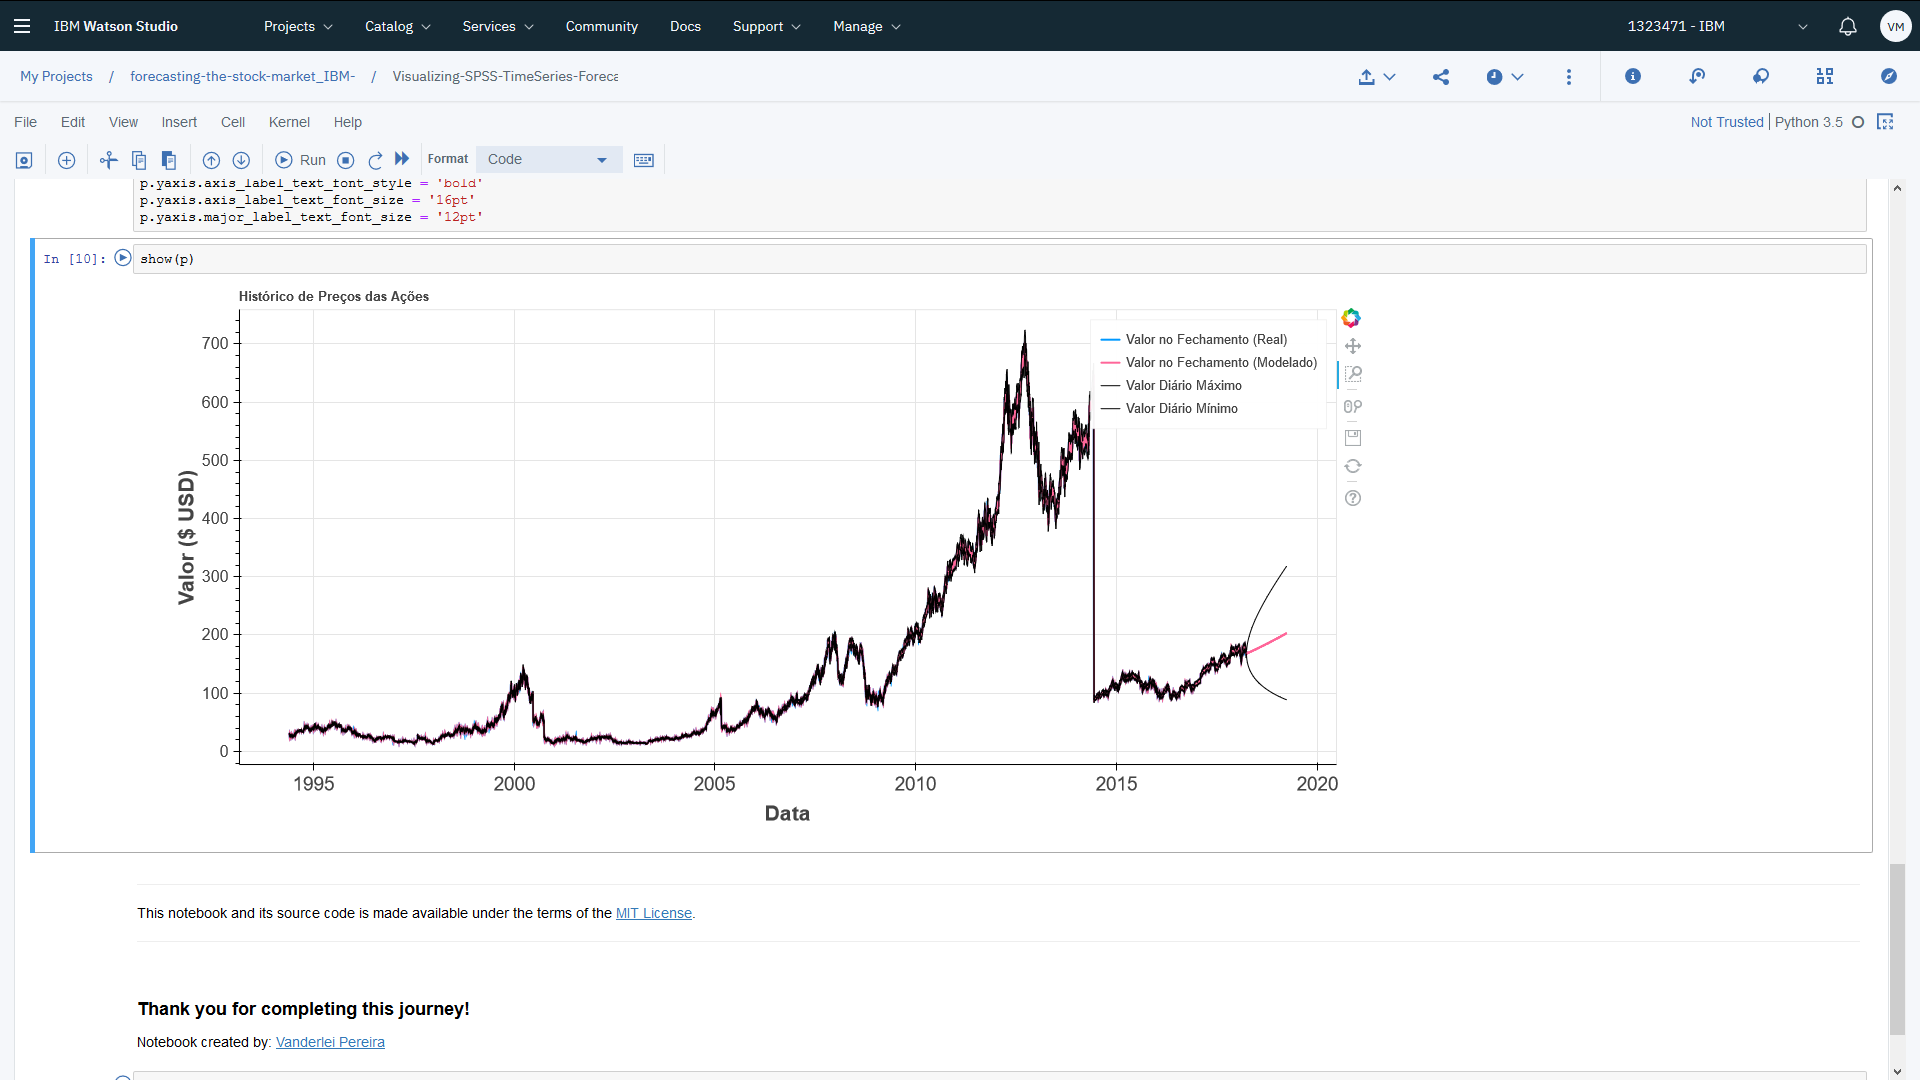 IBM Watson Studio Projects Catalog Services Community Docs Support Manage 1323471 - IBM VM
My Projects / forecasting-the-stock-market_IBM- / Visualizing-SPSS-TimeSeries-Foreca
File Edit View Insert Cell Kernel Help Not Trusted Python 3.5
Run Format Code
p.yaxis.axis_label_text_font_style = 'bold'
p.yaxis.axis_label_text_font_size = '16pt'
p.yaxis.major_label_text_font_size = '12pt'
In [10]: show(p)
Histórico de Preços das Ações
Valor no Fechamento (Real)
Valor no Fechamento (Modelado)
Valor Diário Máximo
Valor Diário Mínimo
Valor ($ USD)
700
600
500
400
300
200
100
0
1995 2000 2005 2010 2015 2020
Data
This notebook and its source code is made available under the terms of the MIT License.
Thank you for completing this journey!
Notebook created by: Vanderlei Pereira